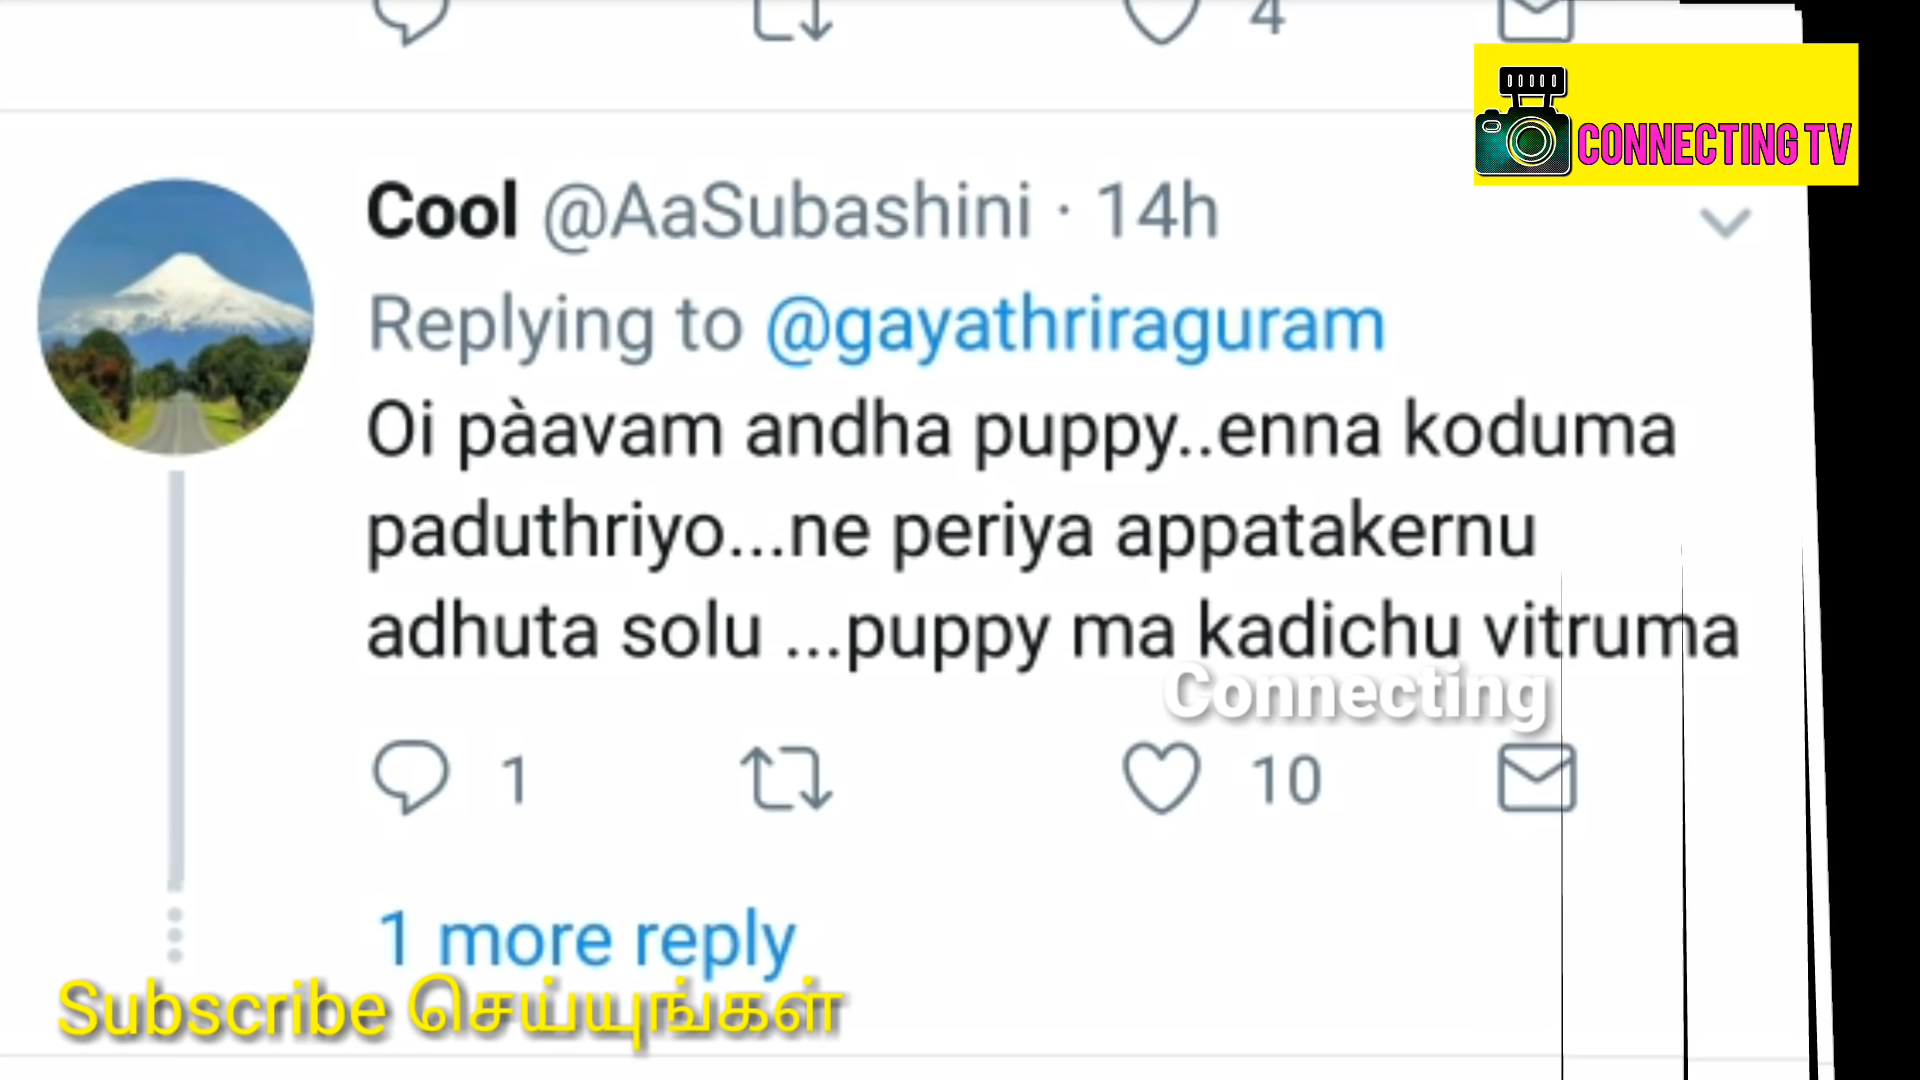 4
CONNECTING TV
Cool @AaSubashini · 14h
Replying to @gayathriraguram
Oi pàavam andha puppy..enna koduma
paduthriyo...ne periya appatakernu
adhuta solu ...puppy ma kadichu vitruma
Connecting
1 10
1 more reply
Subscribe செய்யுங்கள்